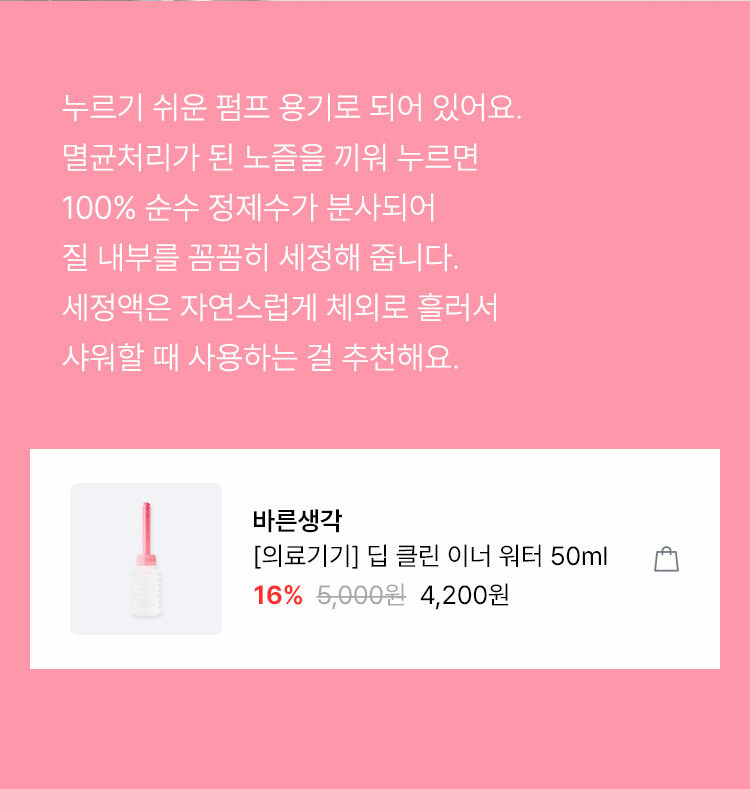 누르기 쉬운 펌프 용기로 되어 있어요.
멸균처리가 된 노즐을 끼워 누르면
100% 순수 정제수가 분사되어
질 내부를 꼼꼼히 세정해 줍니다.
세정액은 자연스럽게 체외로 흘러서
샤워할 때 사용하는 걸 추천해요.
바른생각
[의료기기] 딥 클린 이너 워터 50ml
16% 5,000원 4,200원